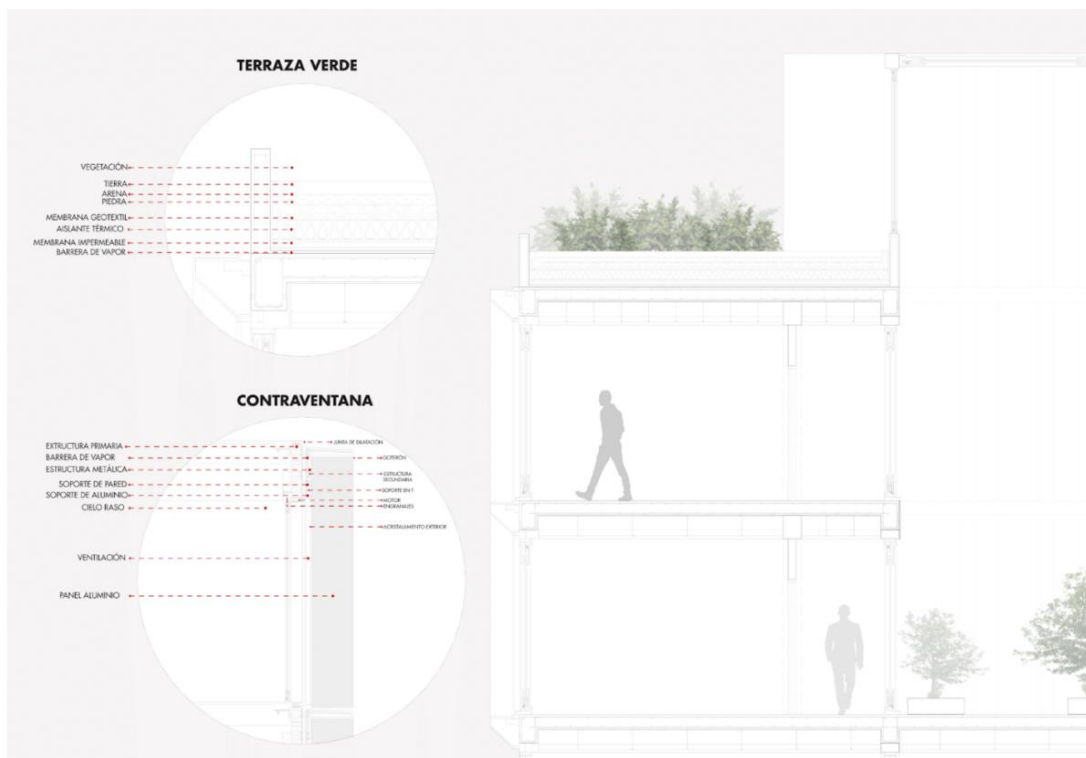 TERRAZA VERDE
VEGETACIÓN
TIERRA
ARENA
PIEDRA
MEMBRANA GEOTEXTIL
AISLANTE TÉRMICO
MEMBRANA IMPERMEABLE
BARRERA DE VAPOR
CONTRAVENTANA
EXTRUCTURA PRIMARIA
BARRERA DE VAPOR
ESTRUCTURA METÁLICA
SOPORTE DE PARED
SOPORTE DE ALUMINIO
CIELO RASO
VENTILACIÓN
PANEL ALUMINIO
JUNTA DE DILATACIÓN
GOTERÓN
ESTRUCTURA
SECUNDARIA
SOPORTE EN T
MOTOR
ENGRANAJES
ACRISTALAMIENTO EXTERIOR